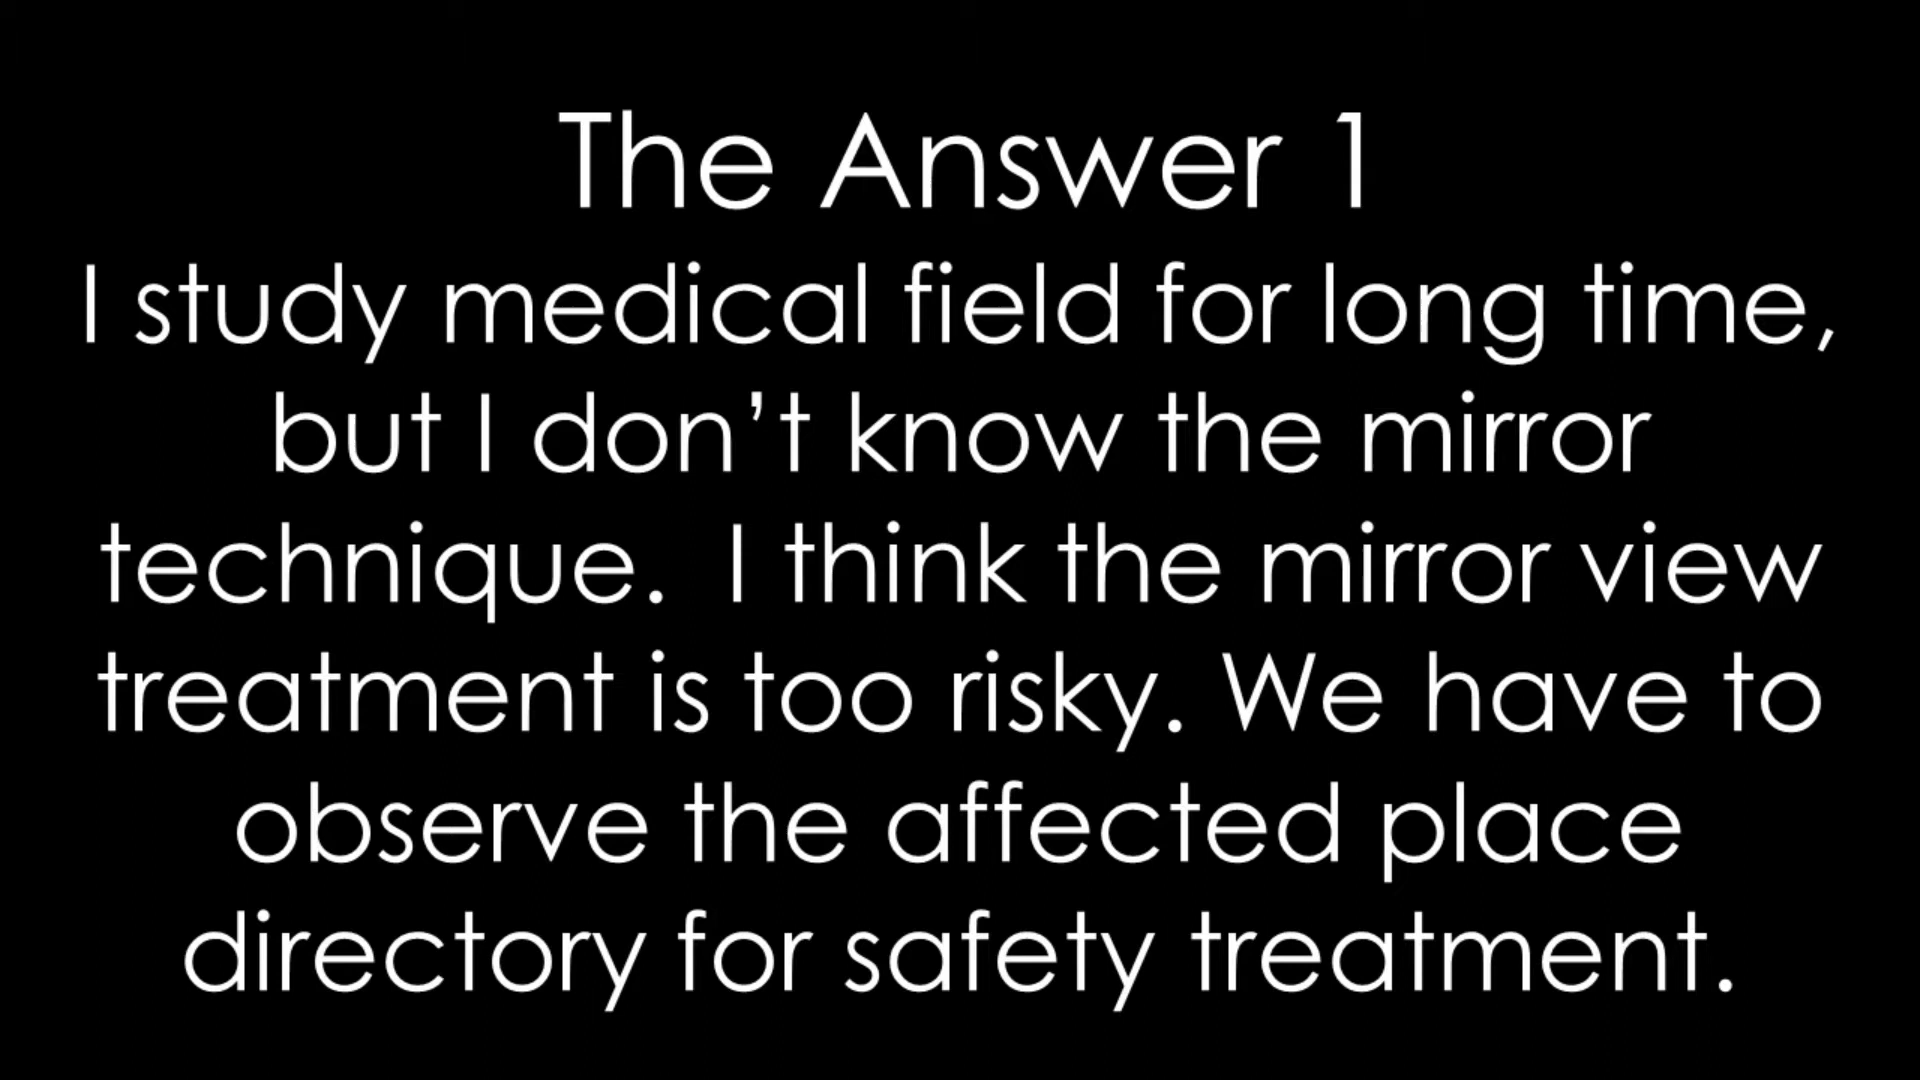 The Answer 1
I study medical field for long time,
but I don’t know the mirror
technique.  I think the mirror view
treatment is too risky. We have to
observe the affected place
directory for safety treatment.